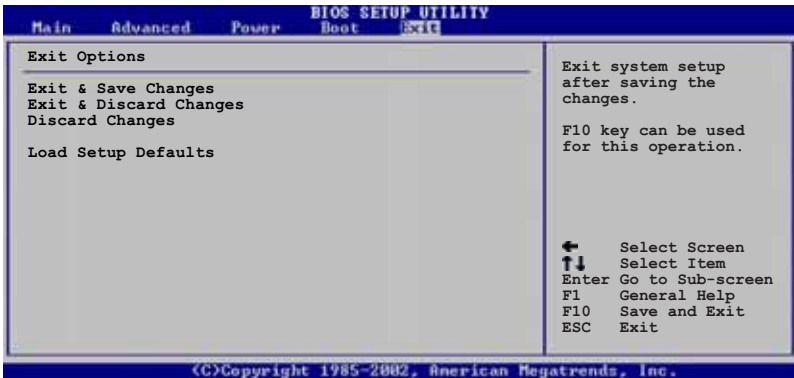 BIOS SETUP UTILITY
Main Advanced Power Boot Exit
Exit Options
Exit & Save Changes
Exit & Discard Changes
Discard Changes
Load Setup Defaults
Exit system setup
after saving the
changes.
F10 key can be used
for this operation.
← Select Screen
↑↓ Select Item
Enter Go to Sub-screen
F1 General Help
F10 Save and Exit
ESC Exit
(C)Copyright 1985-2002, American Megatrends, Inc.